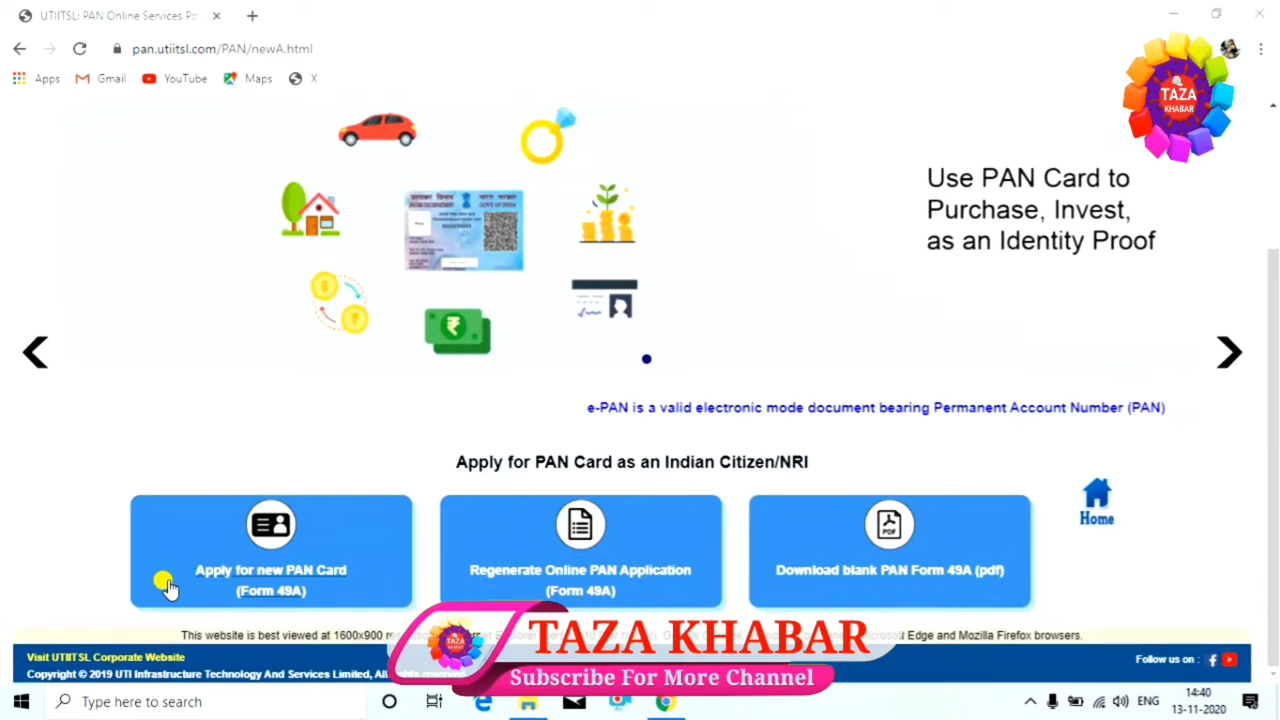 UTIITSL: PAN Online Services Po
pan.utiitsl.com/PAN/newA.html
Apps
Gmail
YouTube
Maps
X
TAZA
KHABAR
Use PAN Card to
Purchase, Invest,
as an Identity Proof
e-PAN is a valid electronic mode document bearing Permanent Account Number (PAN)
Apply for PAN Card as an Indian Citizen/NRI
Apply for new PAN Card
(Form 49A)
Regenerate Online PAN Application
(Form 49A)
PDF
Download blank PAN Form 49A (pdf)
Home
This website is best viewed at 1600x900 Edge and Mozilla Firefox browsers.
TAZA KHABAR
Subscribe For More Channel
Visit UTIITSL Corporate Website
Copyright © 2019 UTI Infrastructure Technology And Services Limited, All
Follow us on :
Type here to search
ENG
14:40
13-11-2020